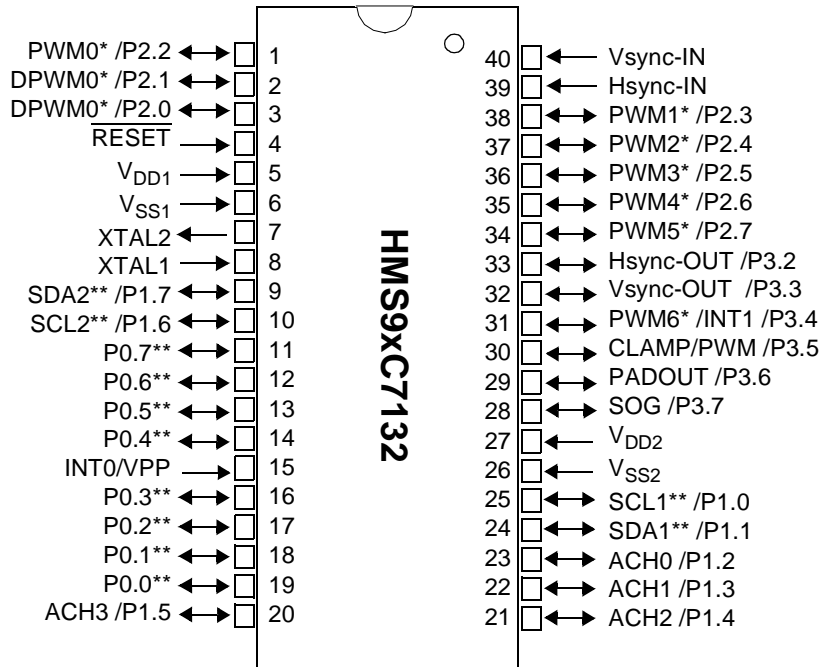 PWM0* /P2.2 1
DPWM0* /P2.1 2
DPWM0* /P2.0 3
RESET 4
VDD1 5
VSS1 6
XTAL2 7
XTAL1 8
SDA2** /P1.7 9
SCL2** /P1.6 10
P0.7** 11
P0.6** 12
P0.5** 13
P0.4** 14
INT0/VPP 15
P0.3** 16
P0.2** 17
P0.1** 18
P0.0** 19
ACH3 /P1.5 20
HMS9xC7132
40 Vsync-IN
39 Hsync-IN
38 PWM1* /P2.3
37 PWM2* /P2.4
36 PWM3* /P2.5
35 PWM4* /P2.6
34 PWM5* /P2.7
33 Hsync-OUT /P3.2
32 Vsync-OUT /P3.3
31 PWM6* /INT1 /P3.4
30 CLAMP/PWM /P3.5
29 PADOUT /P3.6
28 SOG /P3.7
27 VDD2
26 VSS2
25 SCL1** /P1.0
24 SDA1** /P1.1
23 ACH0 /P1.2
22 ACH1 /P1.3
21 ACH2 /P1.4